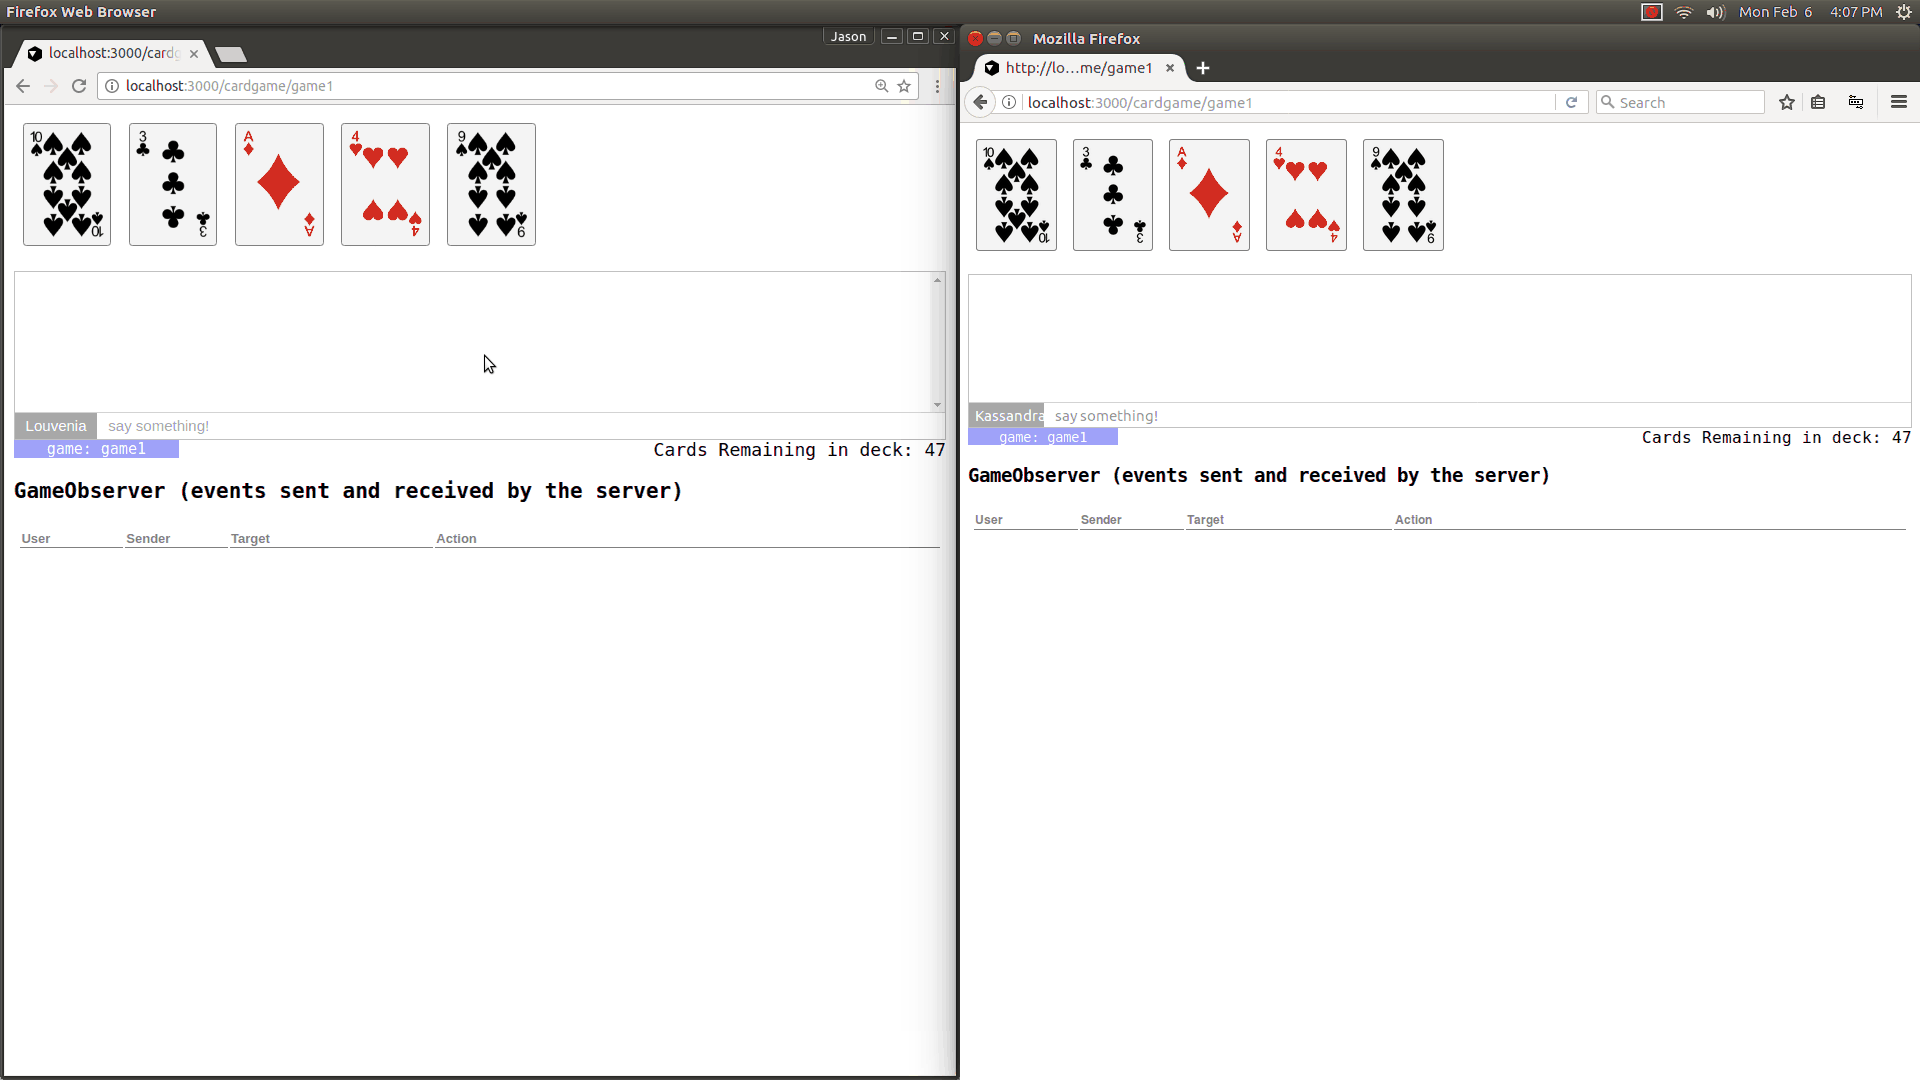 Firefox Web Browser
Mon Feb 6 4:07 PM
Jason
localhost:3000/cardg
localhost:3000/cardgame/game1
10
10
3
3
A
A
4
4
9
9
Louvenia say something!
game: game1
Cards Remaining in deck: 47
GameObserver (events sent and received by the server)
User Sender Target Action
Mozilla Firefox
http://lo...me/game1
localhost:3000/cardgame/game1
Search
10
10
3
3
A
A
4
4
9
9
Kassandra say something!
game: game1
Cards Remaining in deck: 47
GameObserver (events sent and received by the server)
User Sender Target Action